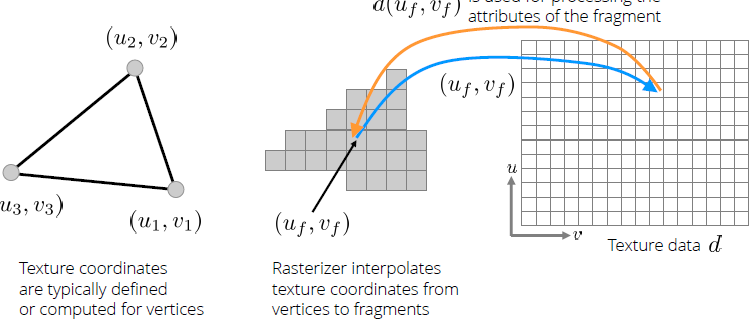 d(u_f, v_f) is used for processing the
attributes of the fragment
(u_2, v_2)
(u_f, v_f)
u
v
u_3, v_3)
(u_1, v_1)
(u_f, v_f)
Texture data d
Texture coordinates
are typically defined
or computed for vertices
Rasterizer interpolates
texture coordinates from
vertices to fragments